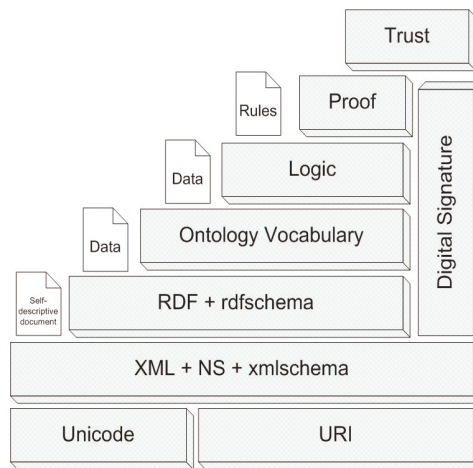 Trust
Rules
Proof
Data
Logic
Digital Signature
Data
Ontology Vocabulary
Self-
descriptive
document
RDF + rdfschema
XML + NS + xmlschema
Unicode
URI